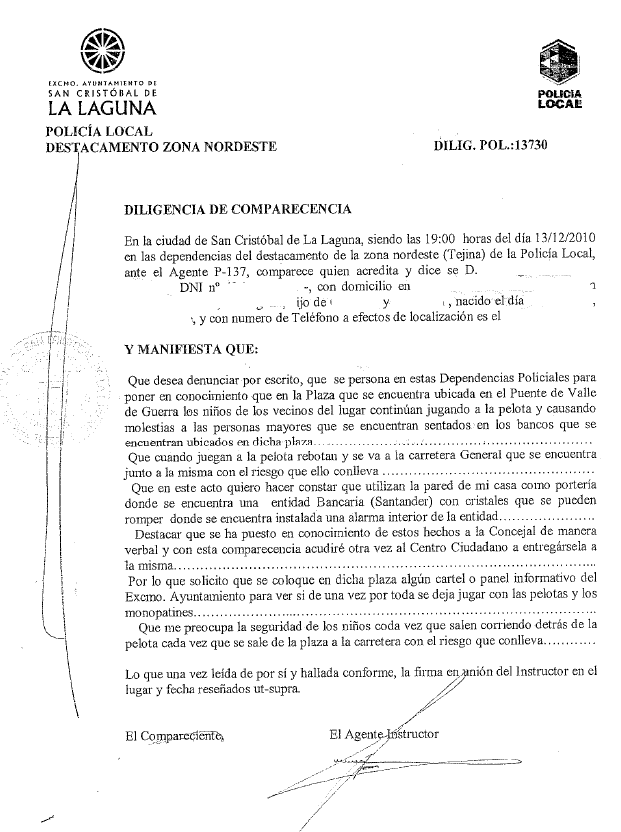 EXCMO. AYUNTAMIENTO DE
SAN CRISTÓBAL DE
LA LAGUNA
POLICIA
LOCAL
POLICÍA LOCAL
DESTACAMENTO ZONA NORDESTE
DILIG. POL.:13730
DILIGENCIA DE COMPARECENCIA
En la ciudad de San Cristóbal de La Laguna, siendo las 19:00 horas del día 13/12/2010
en las dependencias del destacamento de la zona nordeste (Tejina) de la Policía Local,
ante el Agente P-137, comparece quien acredita y dice se D.
DNI nº -, con domicilio en
ijo de y , nacido el día ,
, y con numero de Teléfono a efectos de localización es el
Y MANIFIESTA QUE:
Que desea denunciar por escrito, que se persona en estas Dependencias Policiales para
poner en conocimiento que en la Plaza que se encuentra ubicada en el Puente de Valle
de Guerra los niños de los vecinos del lugar continúan jugando a la pelota y causando
molestias a las personas mayores que se encuentran sentados en los bancos que se
encuentran ubicados en dicha plaza...................................................................
Que cuando juegan a la pelota rebotan y se va a la carretera General que se encuentra
junto a la misma con el riesgo que ello conlleva ...................................................
Que en este acto quiero hacer constar que utilizan la pared de mi casa como portería
donde se encuentra una entidad Bancaria (Santander) con cristales que se pueden
romper donde se encuentra instalada una alarma interior de la entidad.....................
Destacar que se ha puesto en conocimiento de estos hechos a la Concejal de manera
verbal y con esta comparecencia acudiré otra vez al Centro Ciudadano a entregársela a
la misma.....................................................................................................
Por lo que solicito que se coloque en dicha plaza algún cartel o panel informativo del
Excmo. Ayuntamiento para ver si de una vez por toda se deja jugar con las pelotas y los
monopatines................................................................................................
Que me preocupa la seguridad de los niños coda vez que salen corriendo detrás de la
pelota cada vez que se sale de la plaza a la carretera con el riesgo que conlleva............
Lo que una vez leída de por sí y hallada conforme, la firma en unión del Instructor en el
lugar y fecha reseñados ut-supra.
El Compareciente,
El Agente Instructor